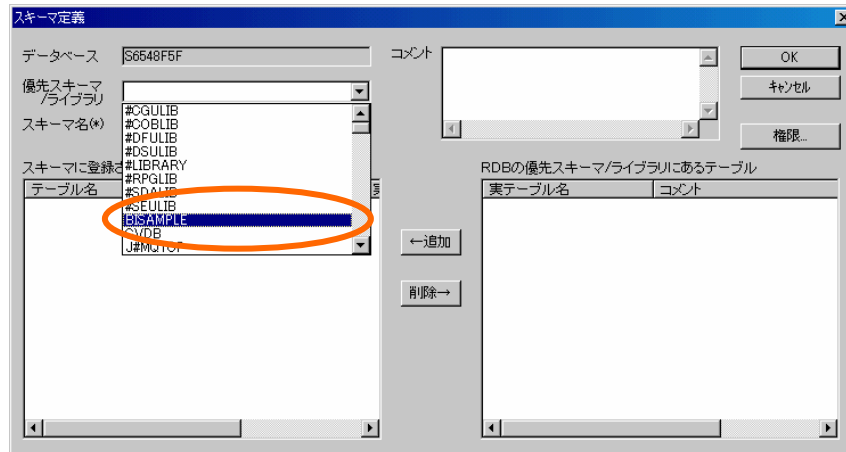 スキーマ定義
データベース S6548F5F
コメント
OK
優先スキーマ
/ライブラリ
キャンセル
スキーマ名(*)
権限...
#CGULIB
#COBLIB
#DFULIB
#DSULIB
#LIBRARY
#RPGLIB
#SDALIB
#SEULIB
BISAMPLE
スキーマに登録さ
RDBの優先スキーマ/ライブラリにあるテーブル
テーブル名
実テーブル名 コメント
←追加
削除→